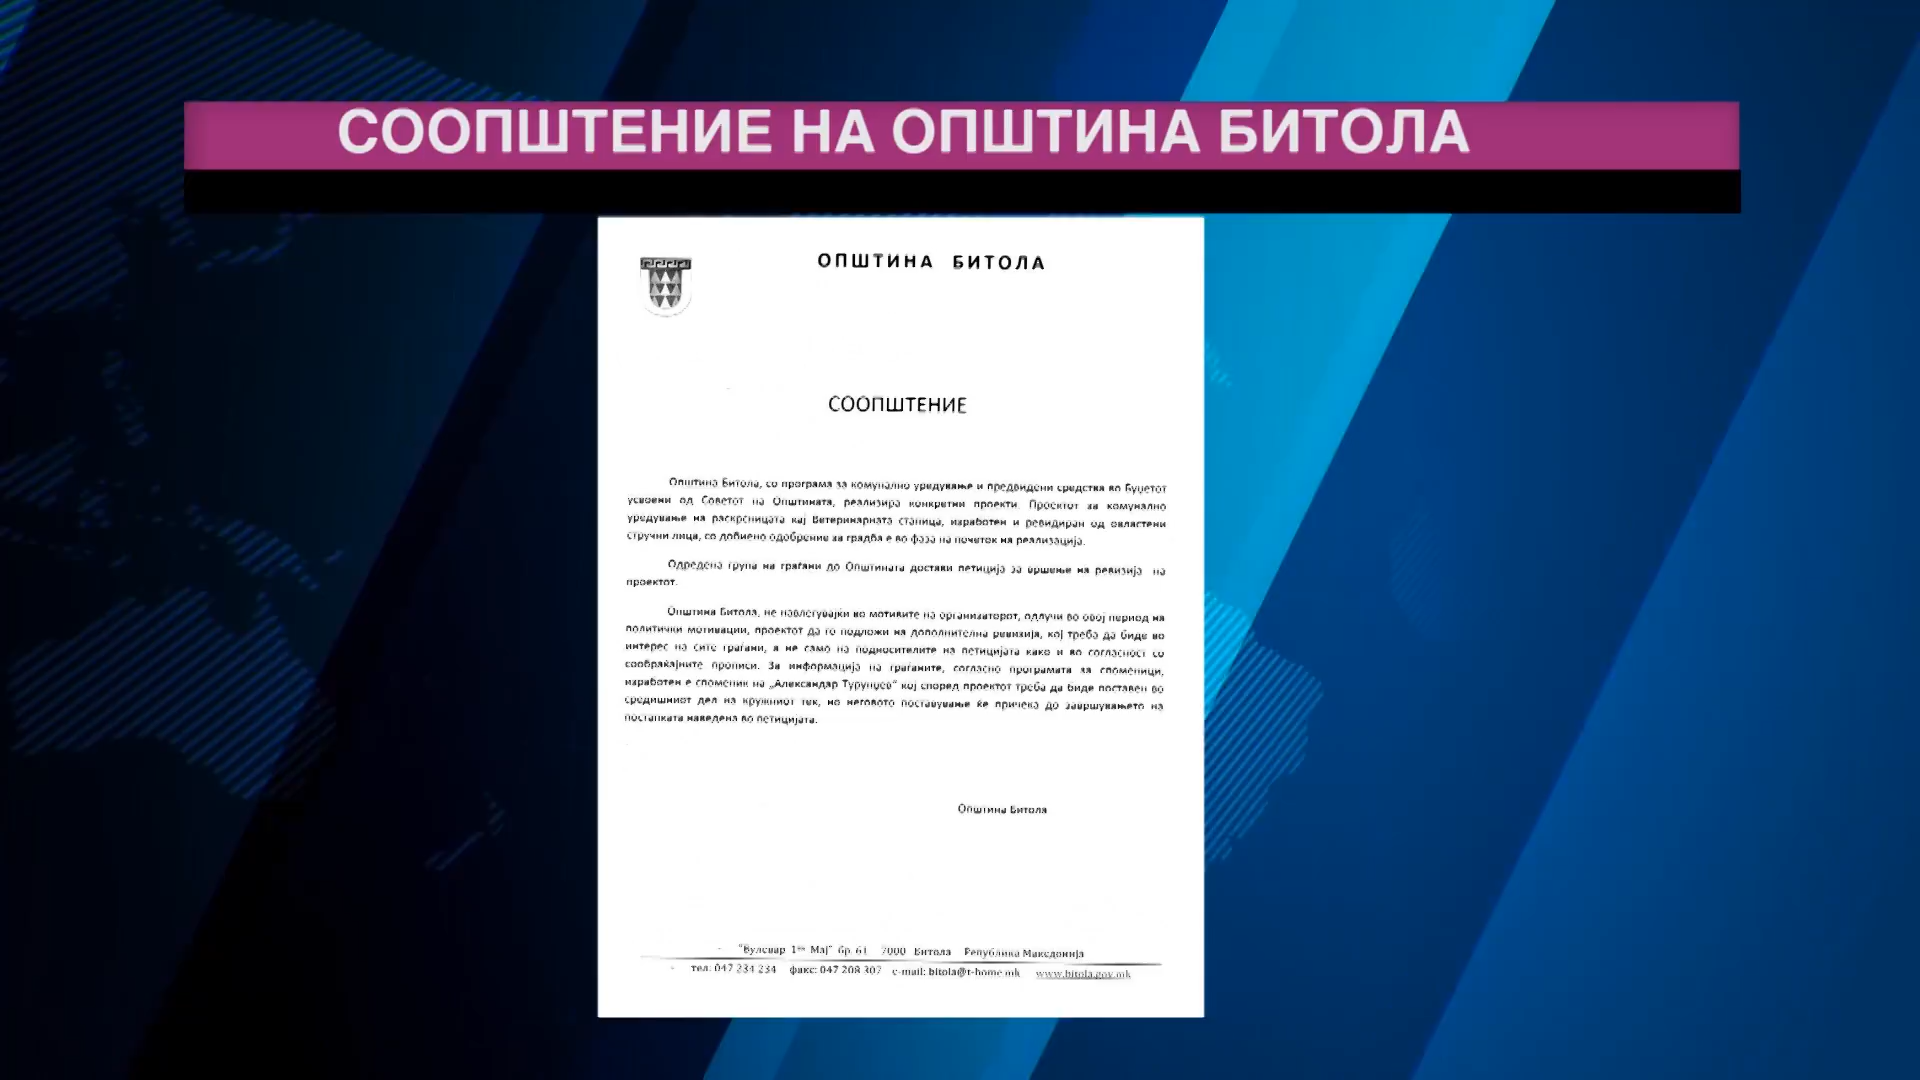 СООПШТЕНИЕ НА ОПШТИНА БИТОЛА
ОПШТИНА БИТОЛА
СООПШТЕНИЕ
Општина Битола, со програма за комунално уредување и предвидени средства во Буџетот
усвоени од Советот на Општината, реализира конкретни проекти. Проектот за комунално
уредување на раскрсницата кај Ветеринарната станица, изработен и ревидиран од овластени
стручни лица, со добиено одобрение за градба е во фаза на почеток на реализација.
Одредена група на граѓани до Општината достави петиција за вршење на ревизија на
проектот.
Општина Битола, не навлегувајќи во мотивите на организаторот, одлучи во овој период на
политички мотивации, проектот да го подложи на дополнителна ревизија, кој треба да биде во
интерес на сите граѓани, а не само на подносителите на петицијата како и во согласност со
сообраќајните прописи. За информација на граѓаните, согласно програмата за споменици,
изработен е споменик на „Александар Турунџев“ кој според проектот треба да биде поставен во
средишниот дел на кружниот тек, но неговото поставување ќе причека до завршувањето на
постапката наведена во петицијата.
Општина Битола
- "Булевар 1ви Мај" бр. 61 7000 Битола Република Македонија
- тел: 047 234 234 факс: 047 208 307 e-mail: bitola@t-home.mk www.bitola.gov.mk